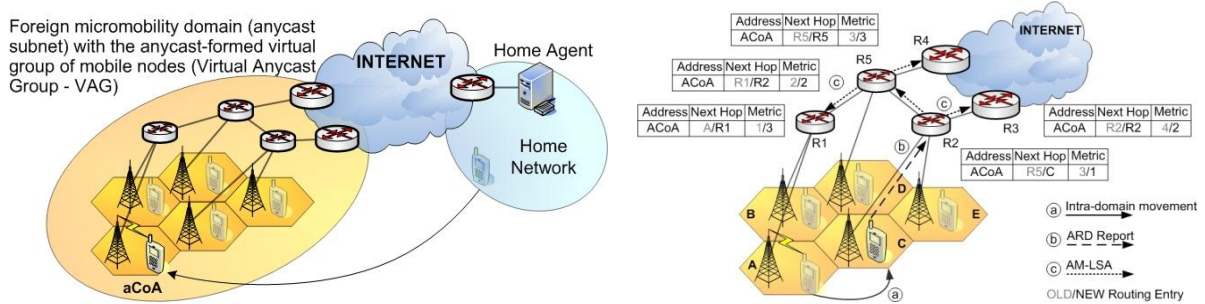 Foreign micromobility domain (anycast
subnet) with the anycast-formed virtual
group of mobile nodes (Virtual Anycast
Group - VAG)
INTERNET
Home Agent
Home
Network
aCoA
Address Next Hop Metric
ACoA R5/R5 3/3
R4
INTERNET
R5
Address Next Hop Metric
ACoA R1/R2 2/2
c
c
Address Next Hop Metric
ACoA A/R1 1/3
R1
R2
R3
Address Next Hop Metric
ACoA R2/R2 4/2
b
Address Next Hop Metric
ACoA R5/C 3/1
D
B
E
C
A
a
a Intra-domain movement
b ARD Report
c AM-LSA
OLD/NEW Routing Entry